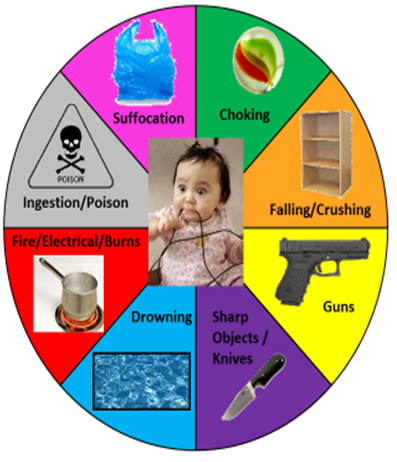 Suffocation
Choking
Ingestion/Poison
POISON
Falling/Crushing
Fire/Electrical/Burns
Guns
Drowning
Sharp
Objects /
Knives